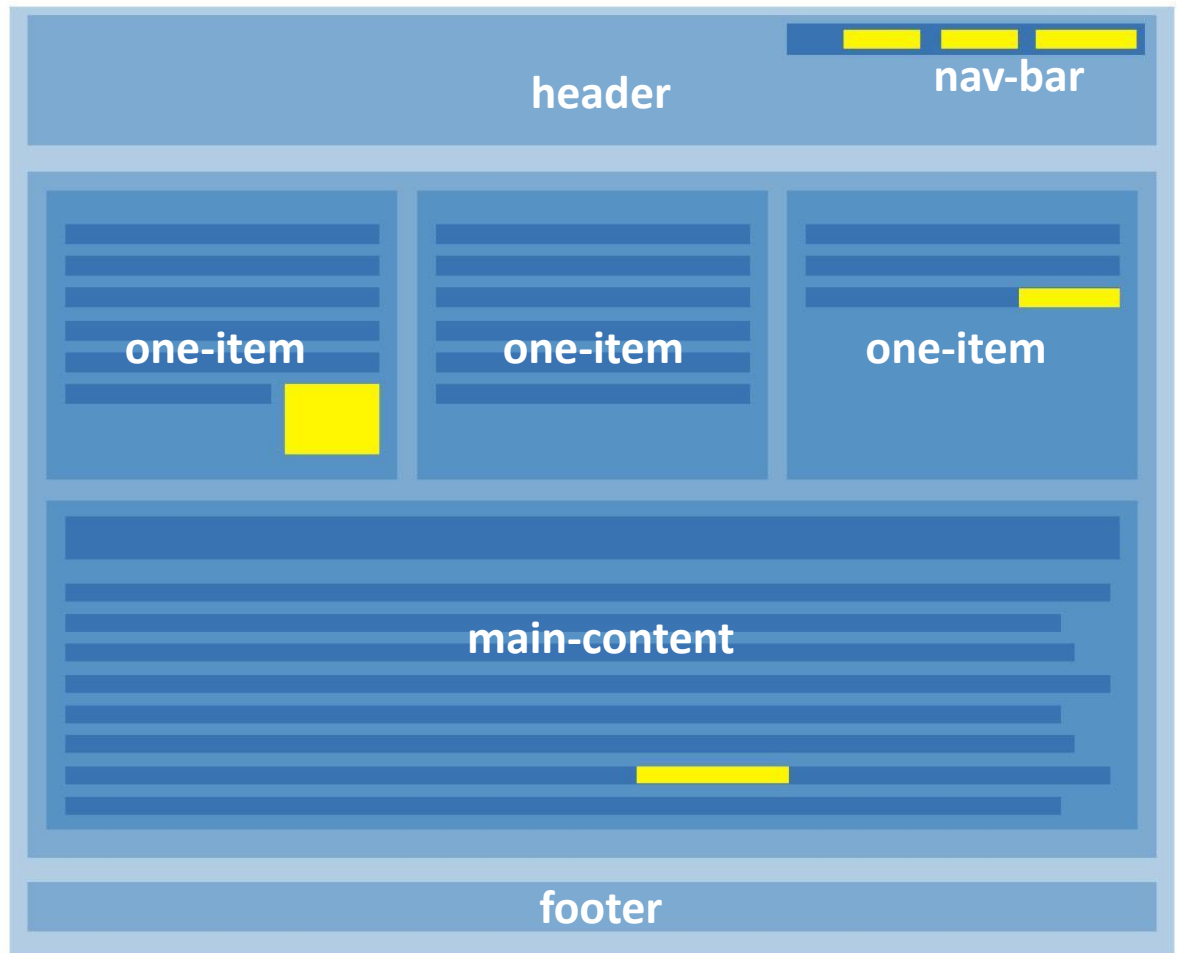 nav-bar
header
one-item
one-item
one-item
main-content
footer